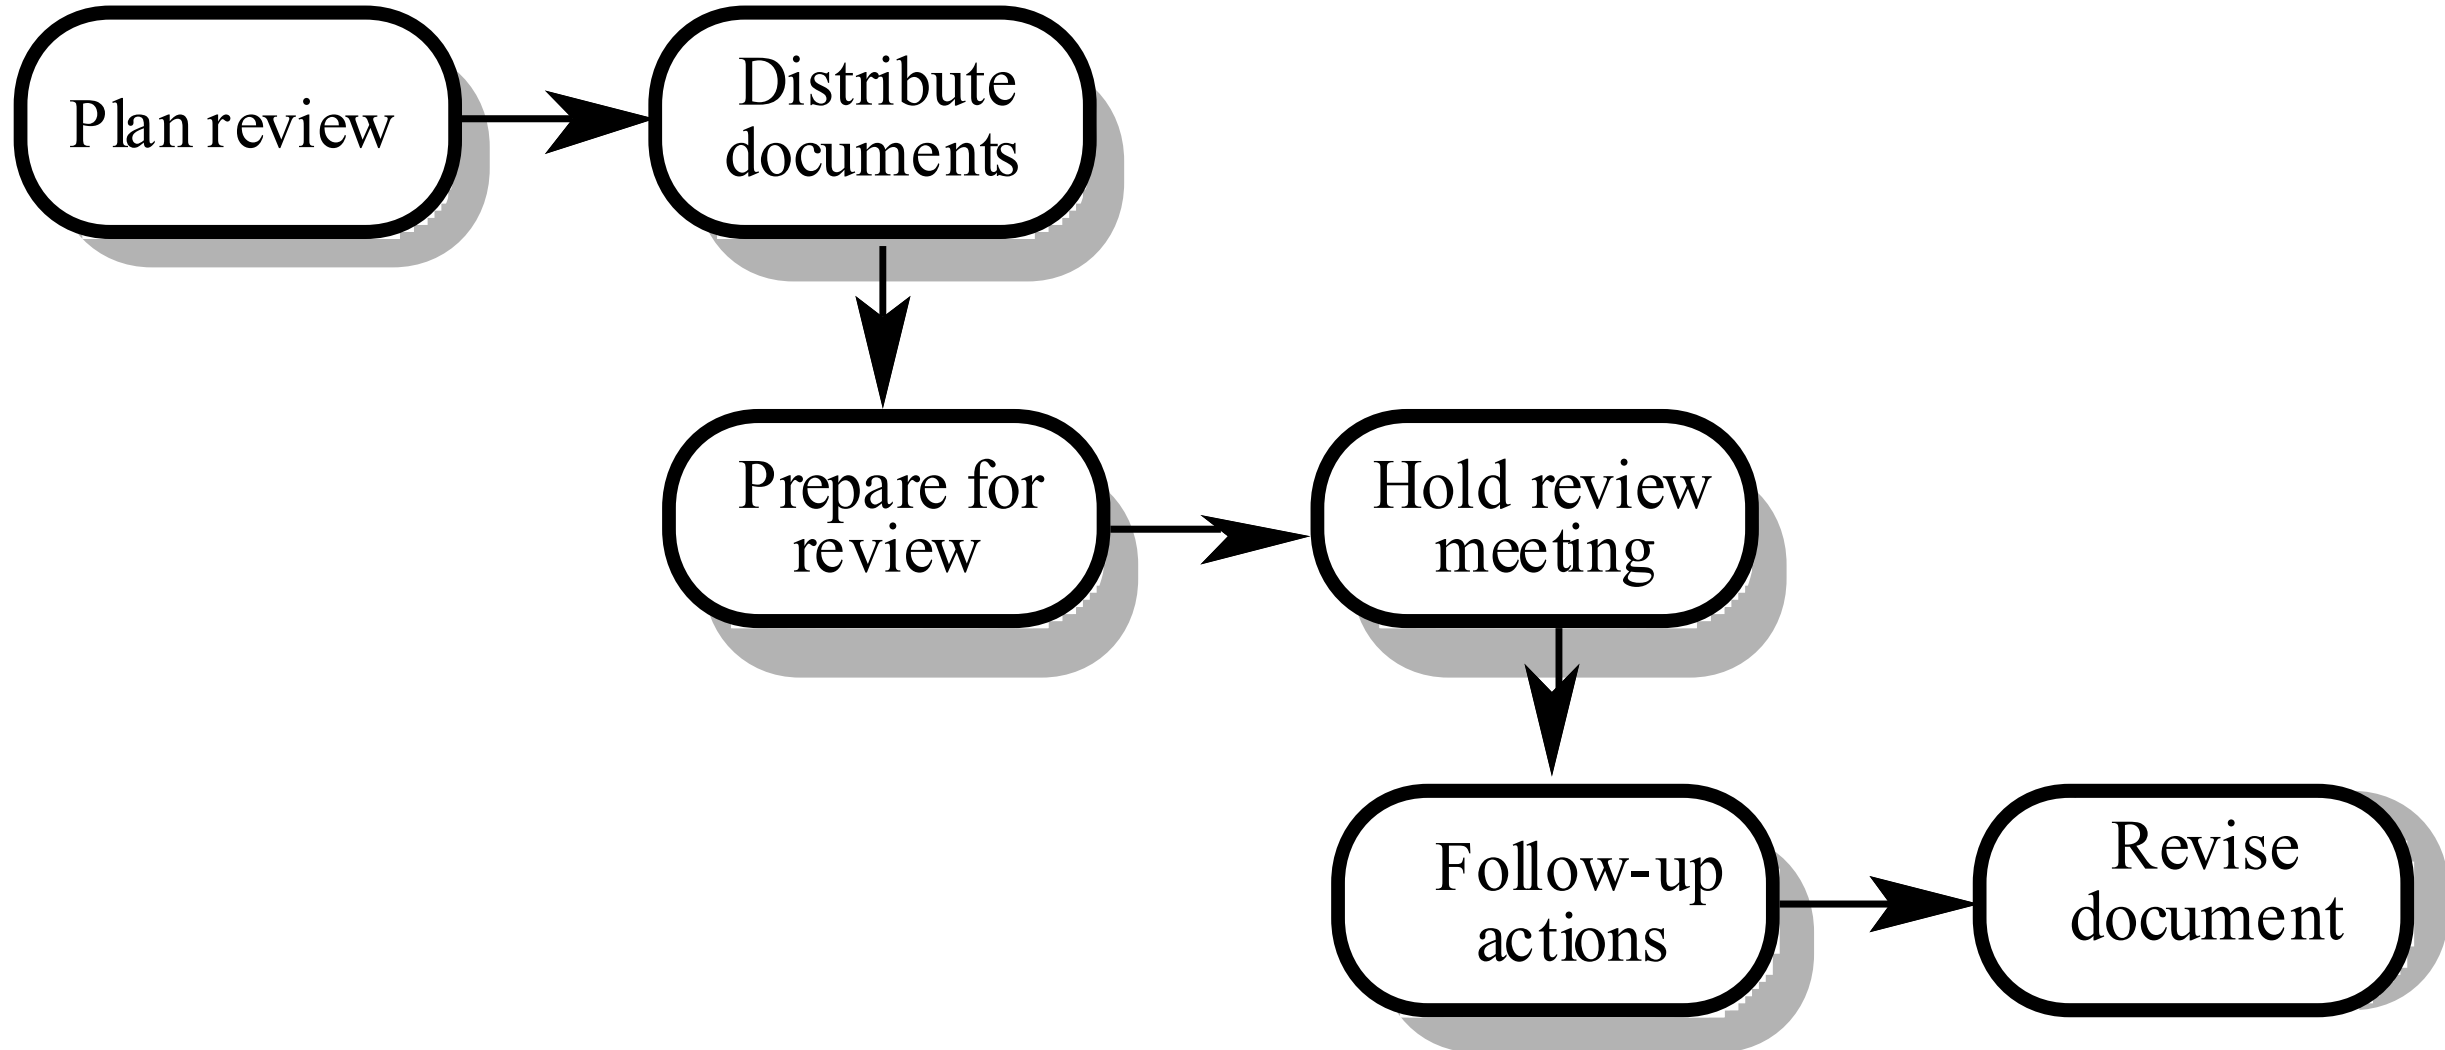 Plan review
Distribute
documents
Prepare for
review
Hold review
meeting
Follow-up
actions
Revise
document